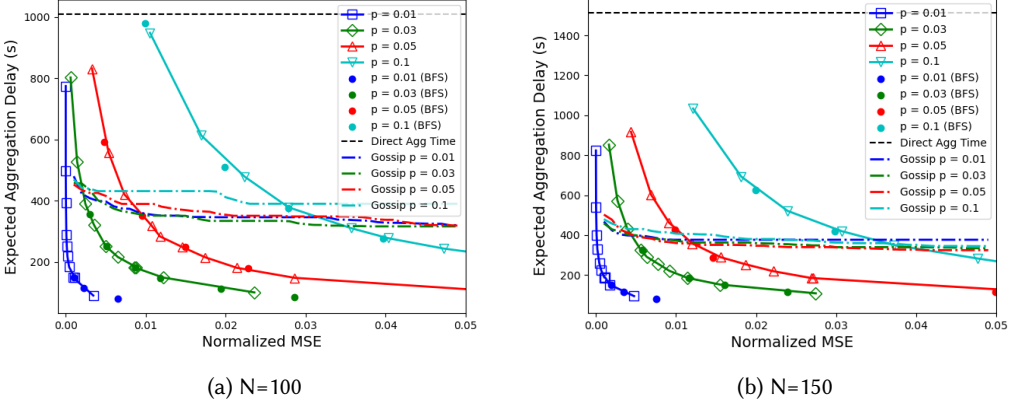 Expected Aggregation Delay (s)
1000
800
600
400
200
0.00
0.01
0.02
0.03
0.04
0.05
Normalized MSE
p = 0.01
p = 0.03
p = 0.05
p = 0.1
p = 0.01 (BFS)
p = 0.03 (BFS)
p = 0.05 (BFS)
p = 0.1 (BFS)
Direct Agg Time
Gossip p = 0.01
Gossip p = 0.03
Gossip p = 0.05
Gossip p = 0.1
(a) N=100
Expected Aggregation Delay (s)
1400
1200
1000
800
600
400
200
0.00
0.01
0.02
0.03
0.04
0.05
Normalized MSE
p = 0.01
p = 0.03
p = 0.05
p = 0.1
p = 0.01 (BFS)
p = 0.03 (BFS)
p = 0.05 (BFS)
p = 0.1 (BFS)
Direct Agg Time
Gossip p = 0.01
Gossip p = 0.03
Gossip p = 0.05
Gossip p = 0.1
(b) N=150